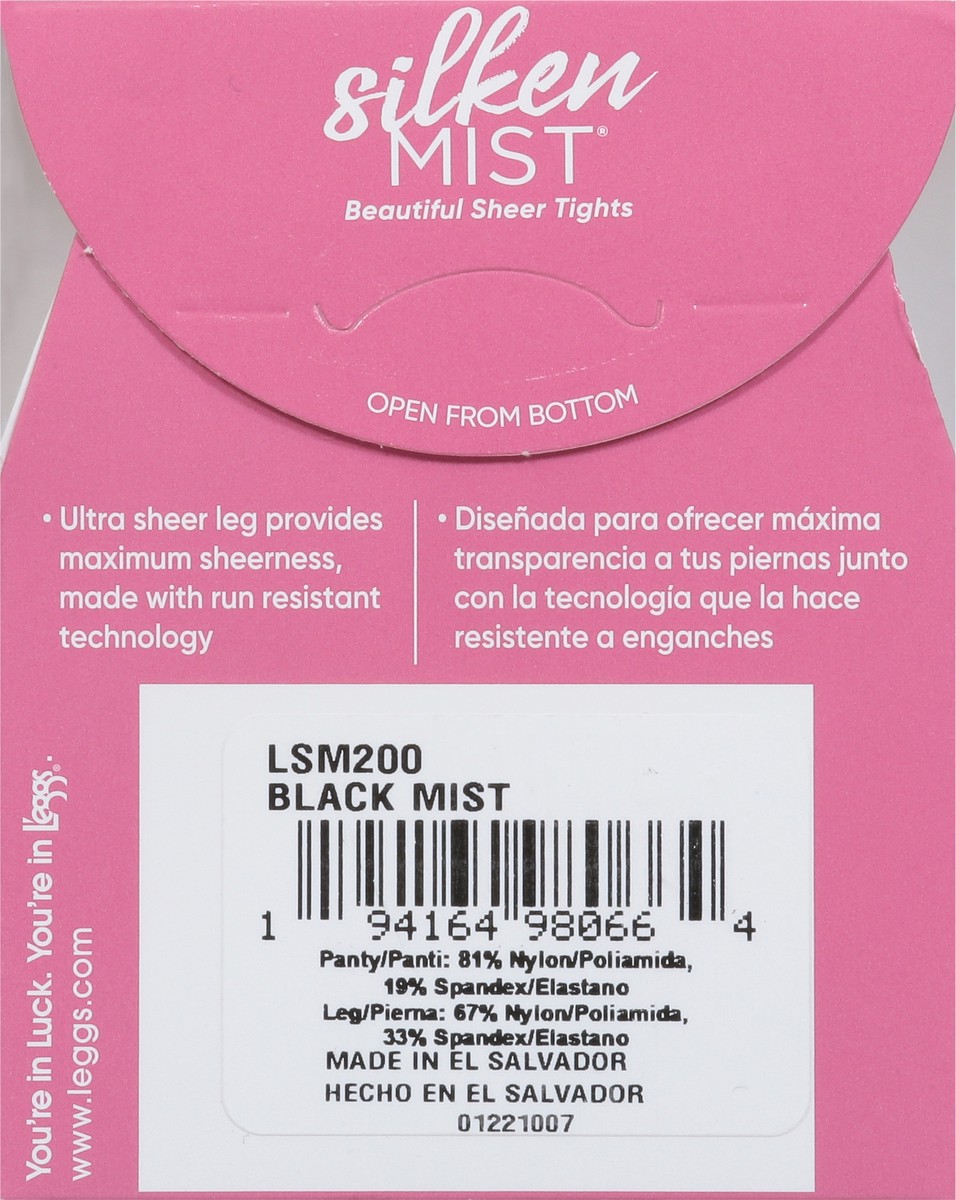 silken
MIST®
Beautiful Sheer Tights
OPEN FROM BOTTOM
• Ultra sheer leg provides
maximum sheerness,
made with run resistant
technology
• Diseñada para ofrecer máxima
transparencia a tus piernas junto
con la tecnología que la hace
resistente a enganches
LSM200
BLACK MIST
1 94164 98066 4
Panty/Panti: 81% Nylon/Poliamida,
19% Spandex/Elastano
Leg/Pierna: 67% Nylon/Poliamida,
33% Spandex/Elastano
MADE IN EL SALVADOR
HECHO EN EL SALVADOR
01221007
You're in Luck. You're in L'eggs®.
www.leggs.com